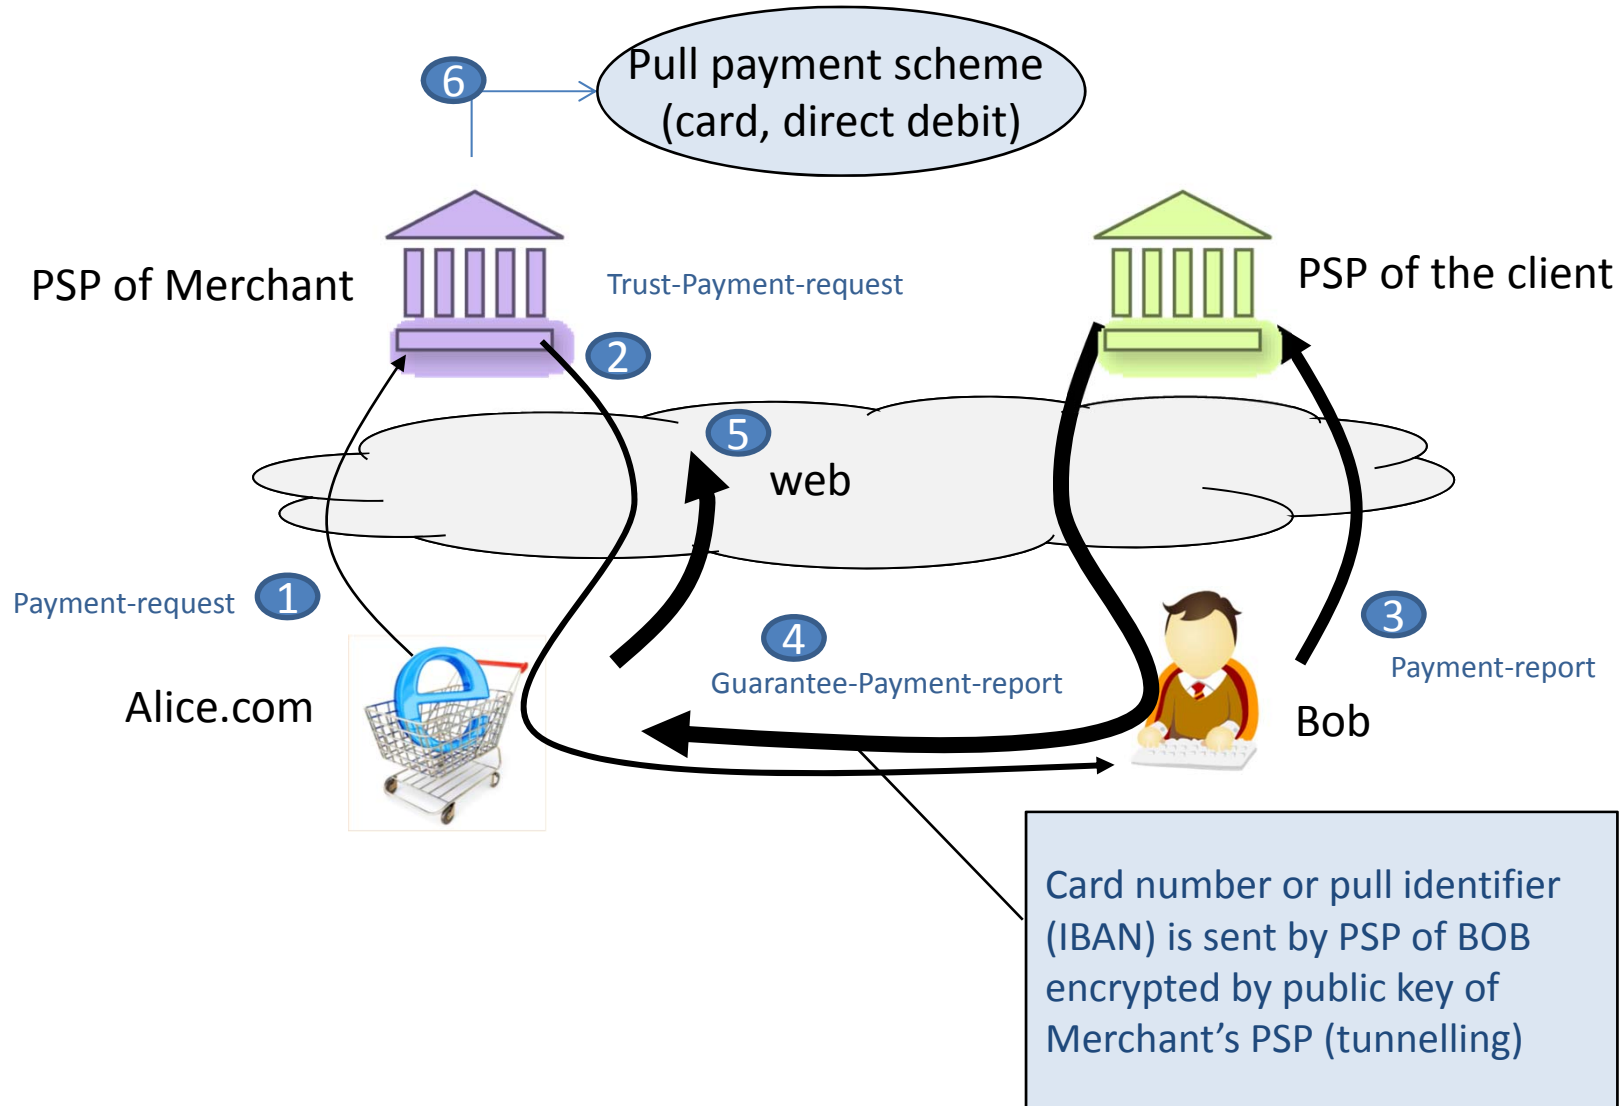 6
Pull payment scheme
(card, direct debit)
PSP of Merchant
Trust-Payment-request
PSP of the client
2
5
web
Payment-request
1
4
3
Guarantee-Payment-report
Payment-report
Alice.com
Bob
Card number or pull identifier
(IBAN) is sent by PSP of BOB
encrypted by public key of
Merchant’s PSP (tunnelling)